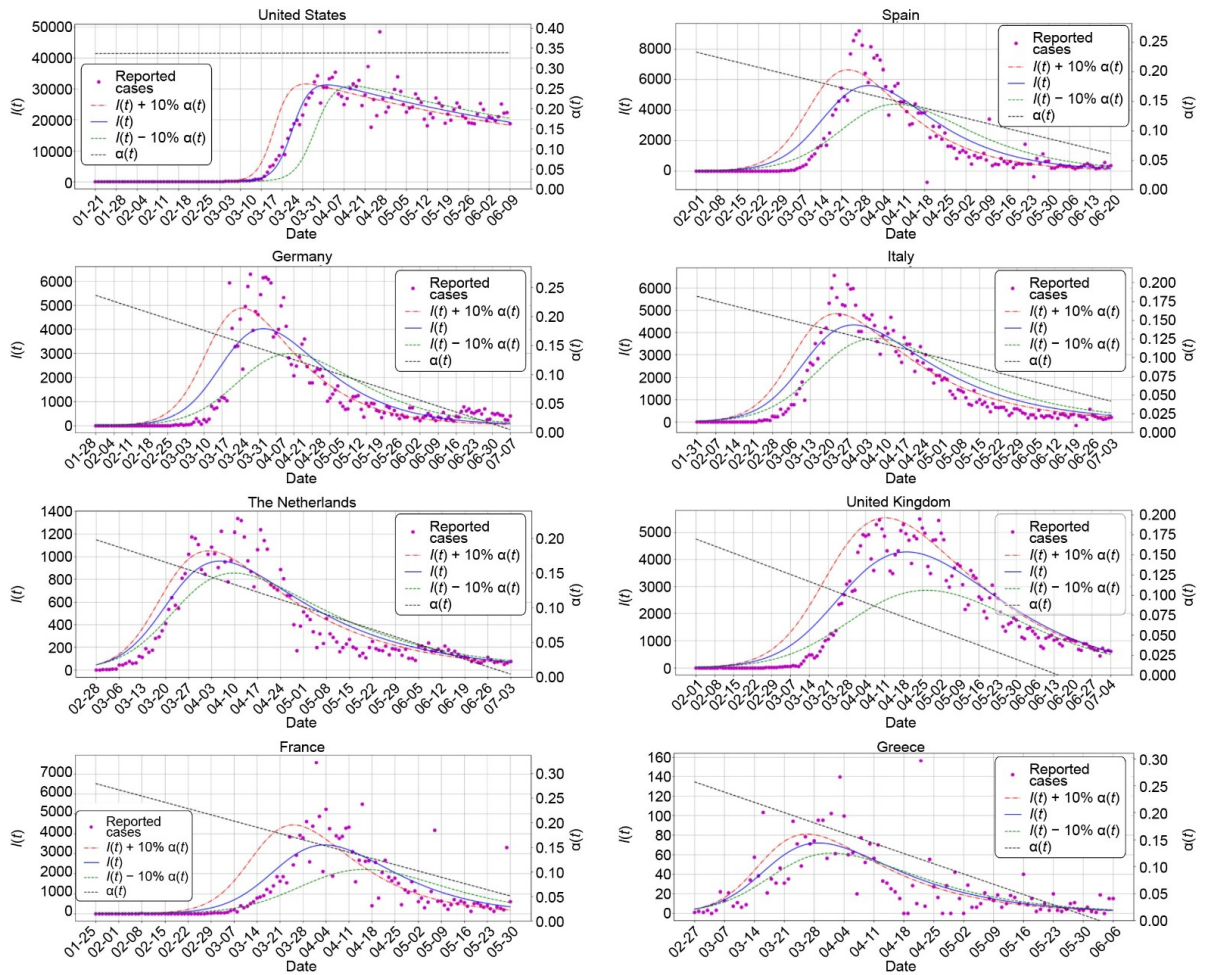 United States
50000
40000
30000
20000
10000
0
I(t)
0.40
0.35
0.30
0.25
0.20
0.15
0.10
0.05
0.00
α(t)
Reported
cases
I(t) + 10% α(t)
I(t)
I(t) − 10% α(t)
α(t)
01-21 01-28 02-04 02-11 02-18 02-25 03-03 03-10 03-17 03-24 03-31 04-07 04-21 04-28 05-05 05-12 05-19 05-26 06-02 06-09
Date
Spain
8000
6000
4000
2000
0
I(t)
0.25
0.20
0.15
0.10
0.05
0.00
α(t)
Reported
cases
I(t) + 10% α(t)
I(t)
I(t) − 10% α(t)
α(t)
02-01 02-08 02-15 02-22 02-29 03-07 03-14 03-21 03-28 04-04 04-11 04-18 04-25 05-09 05-23 05-30 06-06 06-13 06-20
Date
Germany
6000
5000
4000
3000
2000
1000
0
I(t)
0.25
0.20
0.15
0.10
0.05
0.00
α(t)
Reported
cases
I(t) + 10% α(t)
I(t)
I(t) − 10% α(t)
α(t)
01-28 02-04 02-11 02-18 02-25 03-03 03-10 03-17 03-24 03-31 04-07 04-14 04-21 04-28 05-05 05-12 05-19 05-26 06-02 06-09 06-16 06-23 06-30 07-07
Date
Italy
6000
5000
4000
3000
2000
1000
0
I(t)
0.200
0.175
0.150
0.125
0.100
0.075
0.050
0.025
0.000
α(t)
Reported
cases
I(t) + 10% α(t)
I(t)
I(t) − 10% α(t)
α(t)
01-31 02-07 02-14 02-21 02-28 03-06 03-13 03-20 03-27 04-03 04-10 04-17 04-24 05-01 05-08 05-15 05-22 05-29 06-05 06-12 06-26 07-03
Date
The Netherlands
1400
1200
1000
800
600
400
200
0
I(t)
0.20
0.15
0.10
0.05
0.00
α(t)
Reported
cases
I(t) + 10% α(t)
I(t)
I(t) − 10% α(t)
α(t)
02-28 03-06 03-13 03-20 03-27 04-03 04-10 04-17 04-24 05-01 05-08 05-15 05-22 05-29 06-05 06-12 06-19 06-26 07-03
Date
United Kingdom
5000
4000
3000
2000
1000
0
I(t)
0.200
0.175
0.150
0.125
0.100
0.075
0.050
0.025
0.000
α(t)
Reported
cases
I(t) + 10% α(t)
I(t)
I(t) − 10% α(t)
α(t)
02-01 02-08 02-15 02-22 02-29 03-07 03-14 03-21 03-28 04-04 04-11 04-18 04-25 05-02 05-09 05-16 05-23 05-30 06-06 06-13 06-20 06-27 07-04
Date
France
7000
6000
5000
4000
3000
2000
1000
0
I(t)
0.30
0.25
0.20
0.15
0.10
0.05
0.00
α(t)
Reported
cases
I(t) + 10% α(t)
I(t)
I(t) − 10% α(t)
α(t)
01-25 02-01 02-08 02-15 02-22 02-29 03-07 03-14 03-21 03-28 04-04 04-11 04-18 04-25 05-02 05-09 05-16 05-23 05-30
Date
Greece
160
140
120
100
80
60
40
20
0
I(t)
0.30
0.25
0.20
0.15
0.10
0.05
0.00
α(t)
Reported
cases
I(t) + 10% α(t)
I(t)
I(t) − 10% α(t)
α(t)
02-27 03-07 03-14 03-21 03-28 04-04 04-11 04-18 04-25 05-02 05-09 05-16 05-23 05-30 06-06
Date